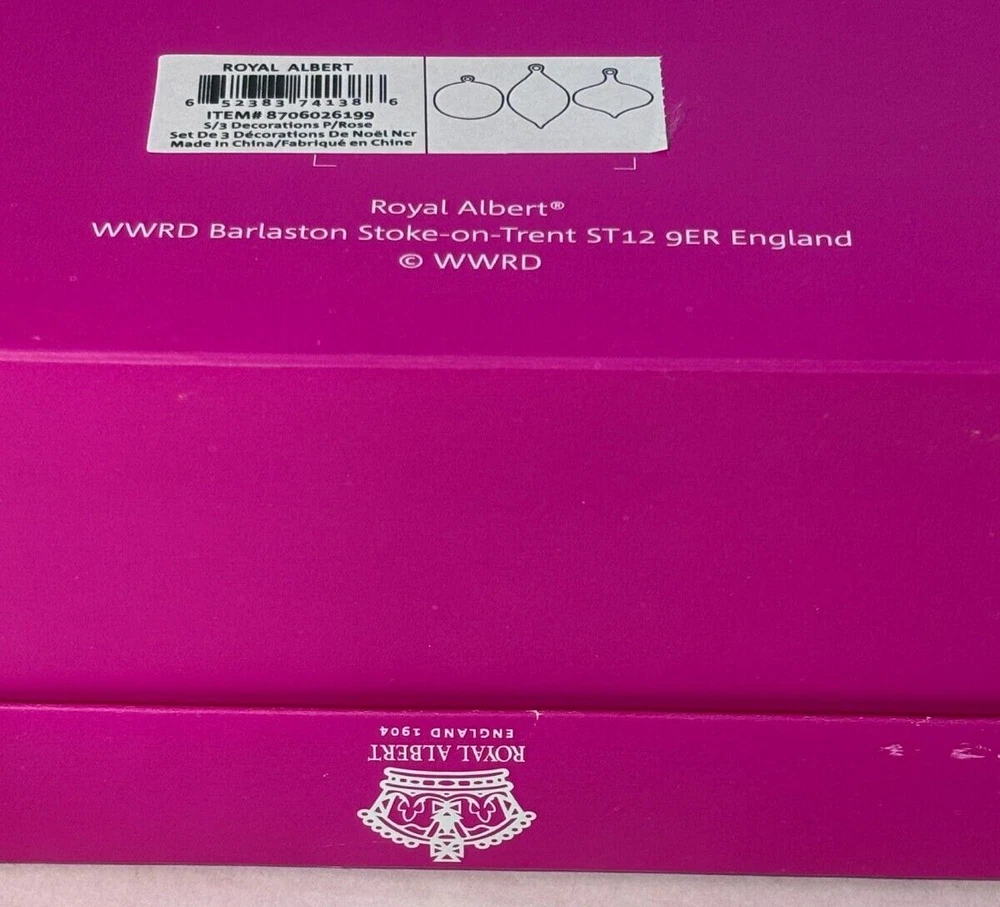 ROYAL ALBERT
6 52383 74138 6
ITEM# 8706026199
S/3 Decorations P/Rose
Set De 3 Décorations De Noël Ncr
Made in China/Fabriqué en Chine
Royal Albert®
WWRD Barlaston Stoke-on-Trent ST12 9ER England
© WWRD
ROYAL ALBERT
ENGLAND 1904